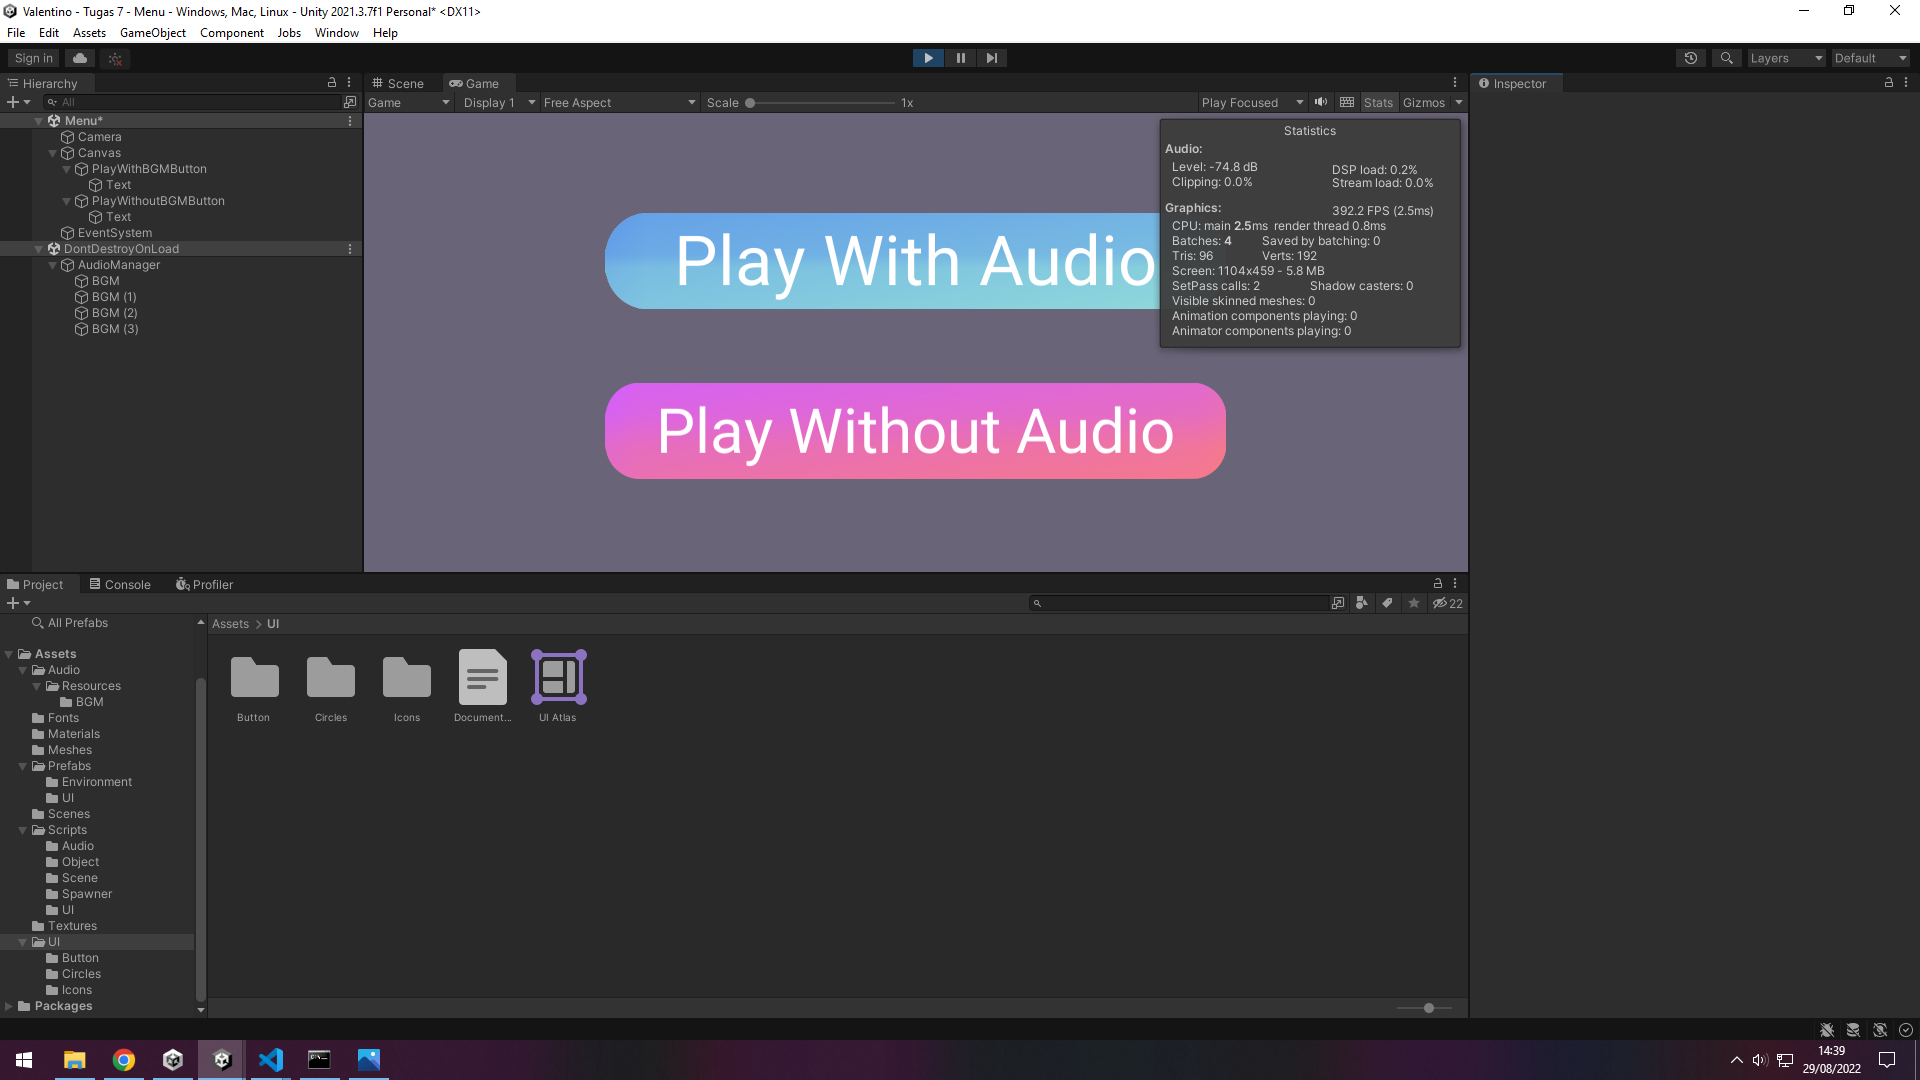 Valentino - Tugas 7 - Menu - Windows, Mac, Linux - Unity 2021.3.7f1 Personal* <DX11>
File Edit Assets GameObject Component Jobs Window Help
Sign in
Layers
Default
Hierarchy
Scene
Game
Inspector
All
Game
Display 1
Free Aspect
Scale
1x
Play Focused
Stats
Gizmos
Menu*
Camera
Canvas
PlayWithBGMButton
Text
PlayWithoutBGMButton
Text
EventSystem
DontDestroyOnLoad
AudioManager
BGM
BGM (1)
BGM (2)
BGM (3)
Play With Audio
Play Without Audio
Statistics
Audio:
Level: -74.8 dB
DSP load: 0.2%
Clipping: 0.0%
Stream load: 0.0%
Graphics:
392.2 FPS (2.5ms)
CPU: main 2.5ms render thread 0.8ms
Batches: 4
Saved by batching: 0
Tris: 96
Verts: 192
Screen: 1104x459 - 5.8 MB
SetPass calls: 2
Shadow casters: 0
Visible skinned meshes: 0
Animation components playing: 0
Animator components playing: 0
Project
Console
Profiler
22
All Prefabs
Assets
Audio
Resources
BGM
Fonts
Materials
Meshes
Prefabs
Environment
UI
Scenes
Scripts
Audio
Object
Scene
Spawner
UI
Textures
UI
Button
Circles
Icons
Packages
Assets > UI
Button
Circles
Icons
Document...
UI Atlas
14:39
29/08/2022